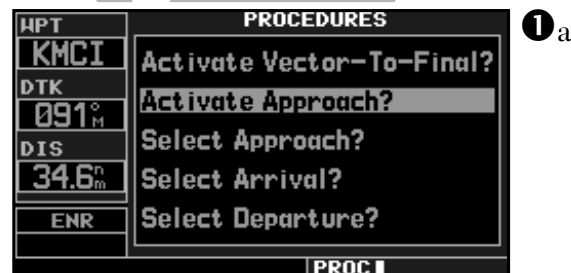 WPT
KMCI
DTK
091°M
DIS
34.6nm
ENR
PROCEDURES
Activate Vector-To-Final?
Activate Approach?
Select Approach?
Select Arrival?
Select Departure?
PROC
❶a